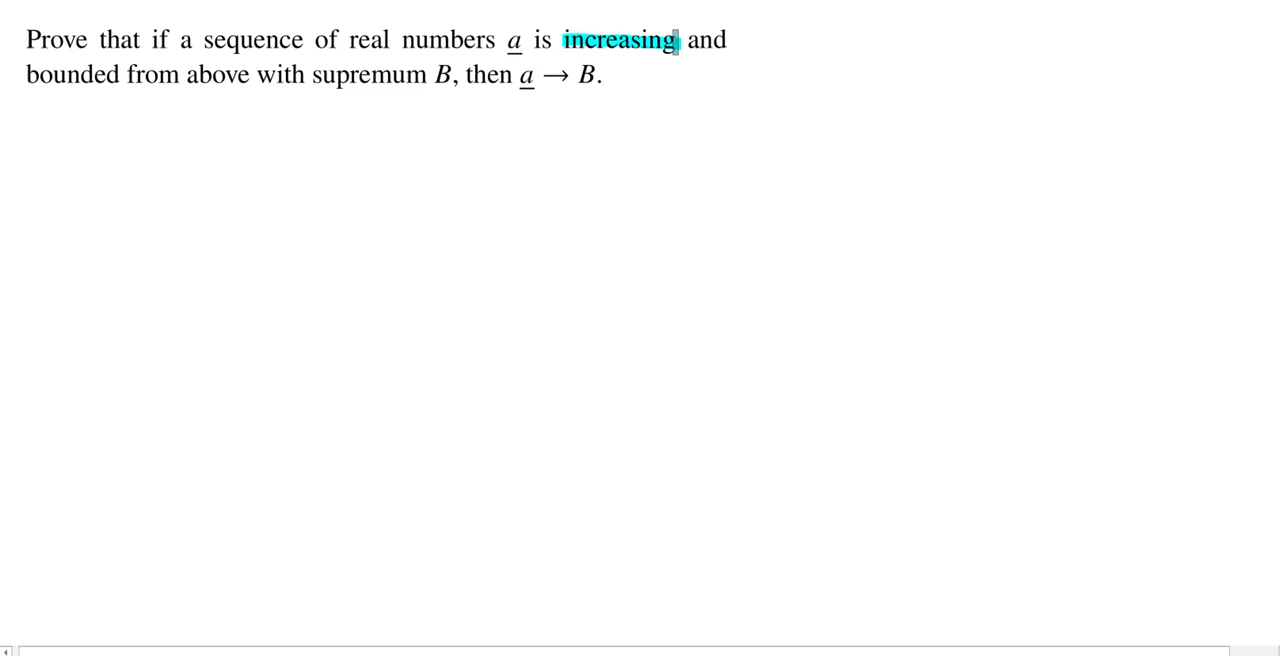 Prove that if a sequence of real numbers a is increasing and
bounded from above with supremum B, then a → B.